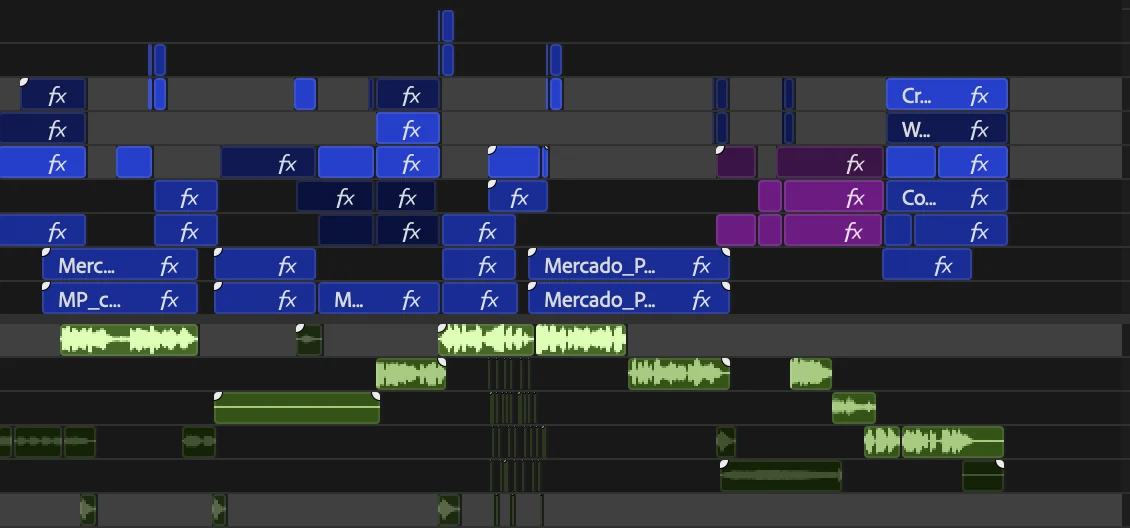 fx fx Cr... fx
fx fx W... fx
fx fx fx fx fx
fx fx fx fx Co... fx
fx fx fx fx fx fx
Merc... fx fx fx Mercado_P... fx fx
MP_c... fx fx M... fx fx Mercado_P... fx